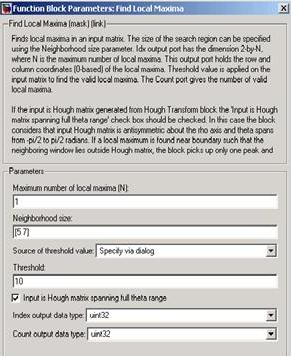 Function Block Parameters: Find Local Maxima
Find Local Maxima (mask) (link)
Finds local maxima in an input matrix. The size of the search region can be specified
using the Neighborhood size parameter. Idx output port has the dimension 2-by-N,
where N is the maximum number of local maxima. This output port holds the row and
column coordinates (0-based) of the local maxima. Threshold value is applied on the
input matrix to find the valid local maxima. The Count port gives the number of valid
local maxima.
If the input is Hough matrix generated from Hough Transform block the 'Input is Hough
matrix spanning full theta range' check box should be checked. In this case the block
considers that input Hough matrix is antisymmetric about the rho axis and theta spans
from -pi/2 to pi/2 radians. If a local maximum is found near boundary such that the
neighboring window lies outside Hough matrix, the block picks up only one peak and
Parameters
Maximum number of local maxima (N):
1
Neighborhood size:
[5 7]
Source of threshold value: Specify via dialog
Threshold:
10
Input is Hough matrix spanning full theta range
Index output data type: uint32
Count output data type: uint32